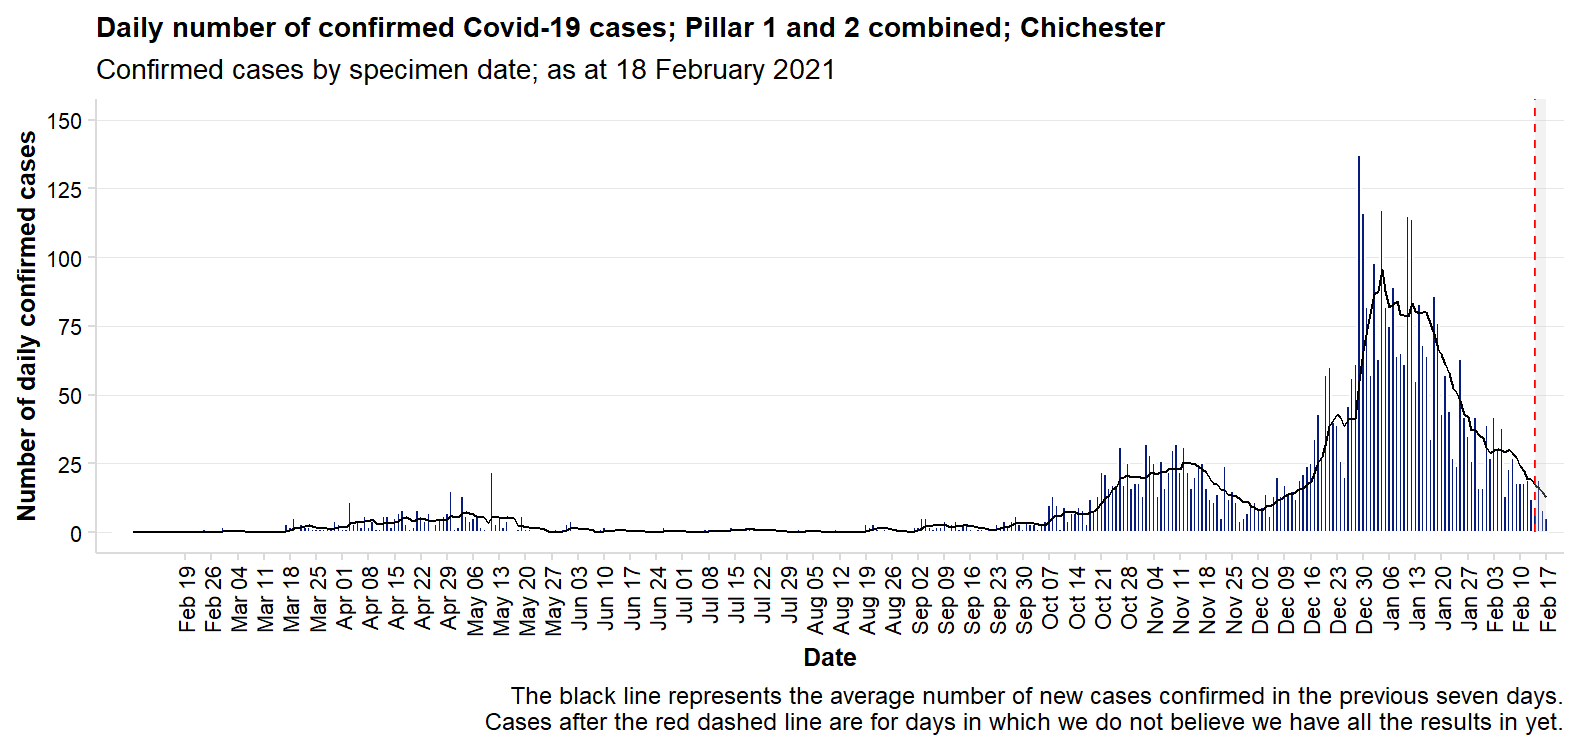 Daily number of confirmed Covid-19 cases; Pillar 1 and 2 combined; Chichester
Confirmed cases by specimen date; as at 18 February 2021
Number of daily confirmed cases
150
125
100
75
50
25
0
Feb 19
Feb 26
Mar 04
Mar 11
Mar 18
Mar 25
Apr 01
Apr 08
Apr 15
Apr 22
Apr 29
May 06
May 13
May 20
May 27
Jun 03
Jun 10
Jun 17
Jun 24
Jul 01
Jul 08
Jul 15
Jul 22
Jul 29
Aug 05
Aug 12
Aug 19
Aug 26
Sep 02
Sep 09
Sep 16
Sep 23
Sep 30
Oct 07
Oct 14
Oct 21
Oct 28
Nov 04
Nov 11
Nov 18
Nov 25
Dec 02
Dec 09
Dec 16
Dec 23
Dec 30
Jan 06
Jan 13
Jan 20
Jan 27
Feb 03
Feb 10
Feb 17
Date
The black line represents the average number of new cases confirmed in the previous seven days.
Cases after the red dashed line are for days in which we do not believe we have all the results in yet.